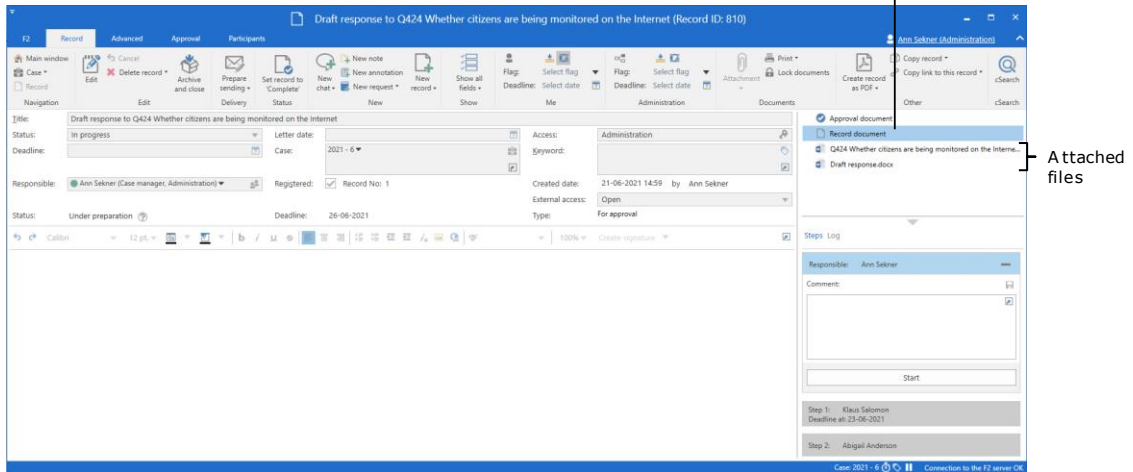 Draft response to Q424 Whether citizens are being monitored on the Internet (Record ID: 810)
F2 Record Advanced Approval Participants Ann Sekner (Administration)
Main window
Case
Record
Navigation
Edit
Cancel
Delete record
Archive and close
Edit
Prepare sending
Delivery
Set record to 'Complete'
Status
New chat
New note
New annotation
New request
New record
New
Show all fields
Show
Flag: Select flag
Deadline: Select date
Me
Flag: Select flag
Deadline: Select date
Administration
Attachment
Print
Lock documents
Documents
Create record as PDF
Copy record
Copy link to this record
Other
cSearch
cSearch
Title: Draft response to Q424 Whether citizens are being monitored on the Internet
Status: In progress Letter date: Access: Administration
Deadline: Case: 2021 - 6 Keyword:
Responsible: Ann Sekner (Case manager, Administration) Registered: Record No: 1 Created date: 21-06-2021 14:59 by Ann Sekner
External access: Open
Status: Under preparation Deadline: 26-06-2021 Type: For approval
Calibri 12 pt. b i u s 100% Create signature
Approval document
Record document
Q424 Whether citizens are being monitored on the Interne...
Draft response.docx
Attached
files
Steps Log
Responsible: Ann Sekner
Comment:
Start
Step 1: Klaus Salomon
Deadline at: 23-06-2021
Step 2: Abigail Anderson
Case: 2021 - 6 Connection to the F2 server OK